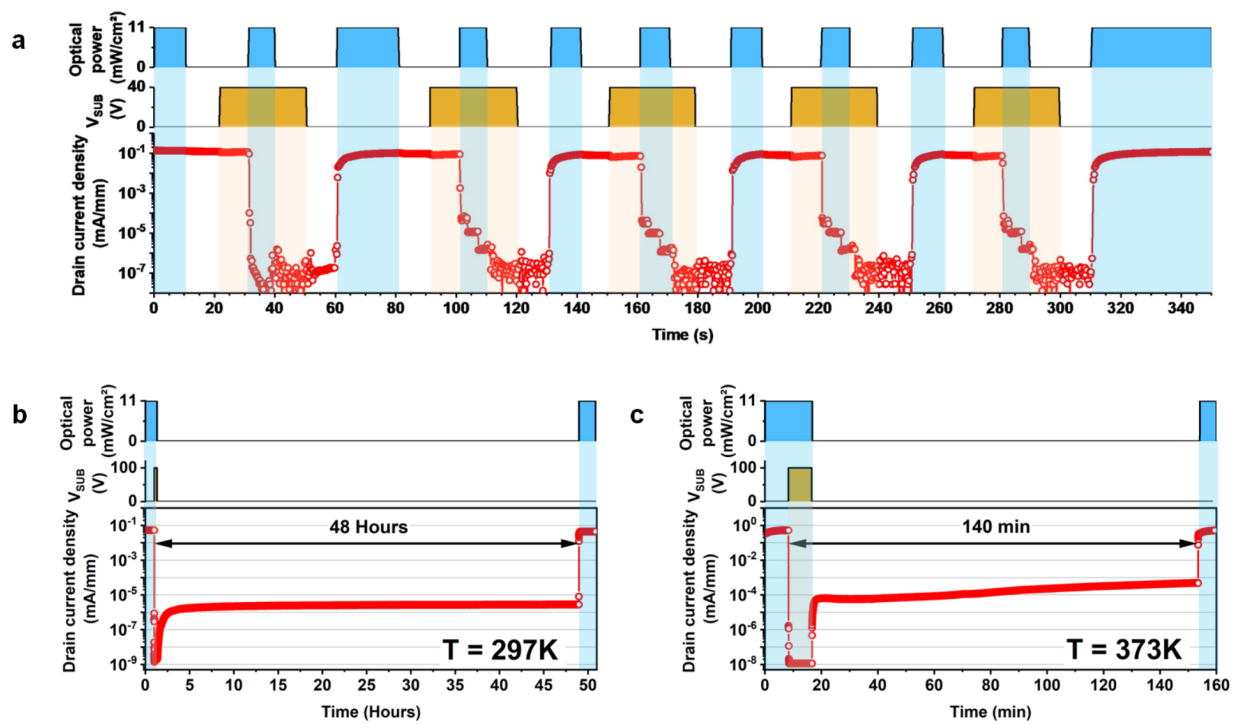 a
Optical
power
(mW/cm²)
11
0
V_SUB
(V)
40
0
Drain current density
(mA/mm)
10⁻¹
10⁻³
10⁻⁵
10⁻⁷
0 20 40 60 80 100 120 140 160 180 200 220 240 260 280 300 320 340
Time (s)
b
Optical
power
(mW/cm²)
11
0
V_SUB
(V)
100
0
Drain current density
(mA/mm)
10⁻¹
10⁻³
10⁻⁵
10⁻⁷
10⁻⁹
48 Hours
T = 297K
0 5 10 15 20 25 30 35 40 45 50
Time (Hours)
c
Optical
power
(mW/cm²)
11
0
V_SUB
(V)
100
0
Drain current density
(mA/mm)
10⁰
10⁻²
10⁻⁴
10⁻⁶
10⁻⁸
140 min
T = 373K
0 20 40 60 80 100 120 140 160
Time (min)